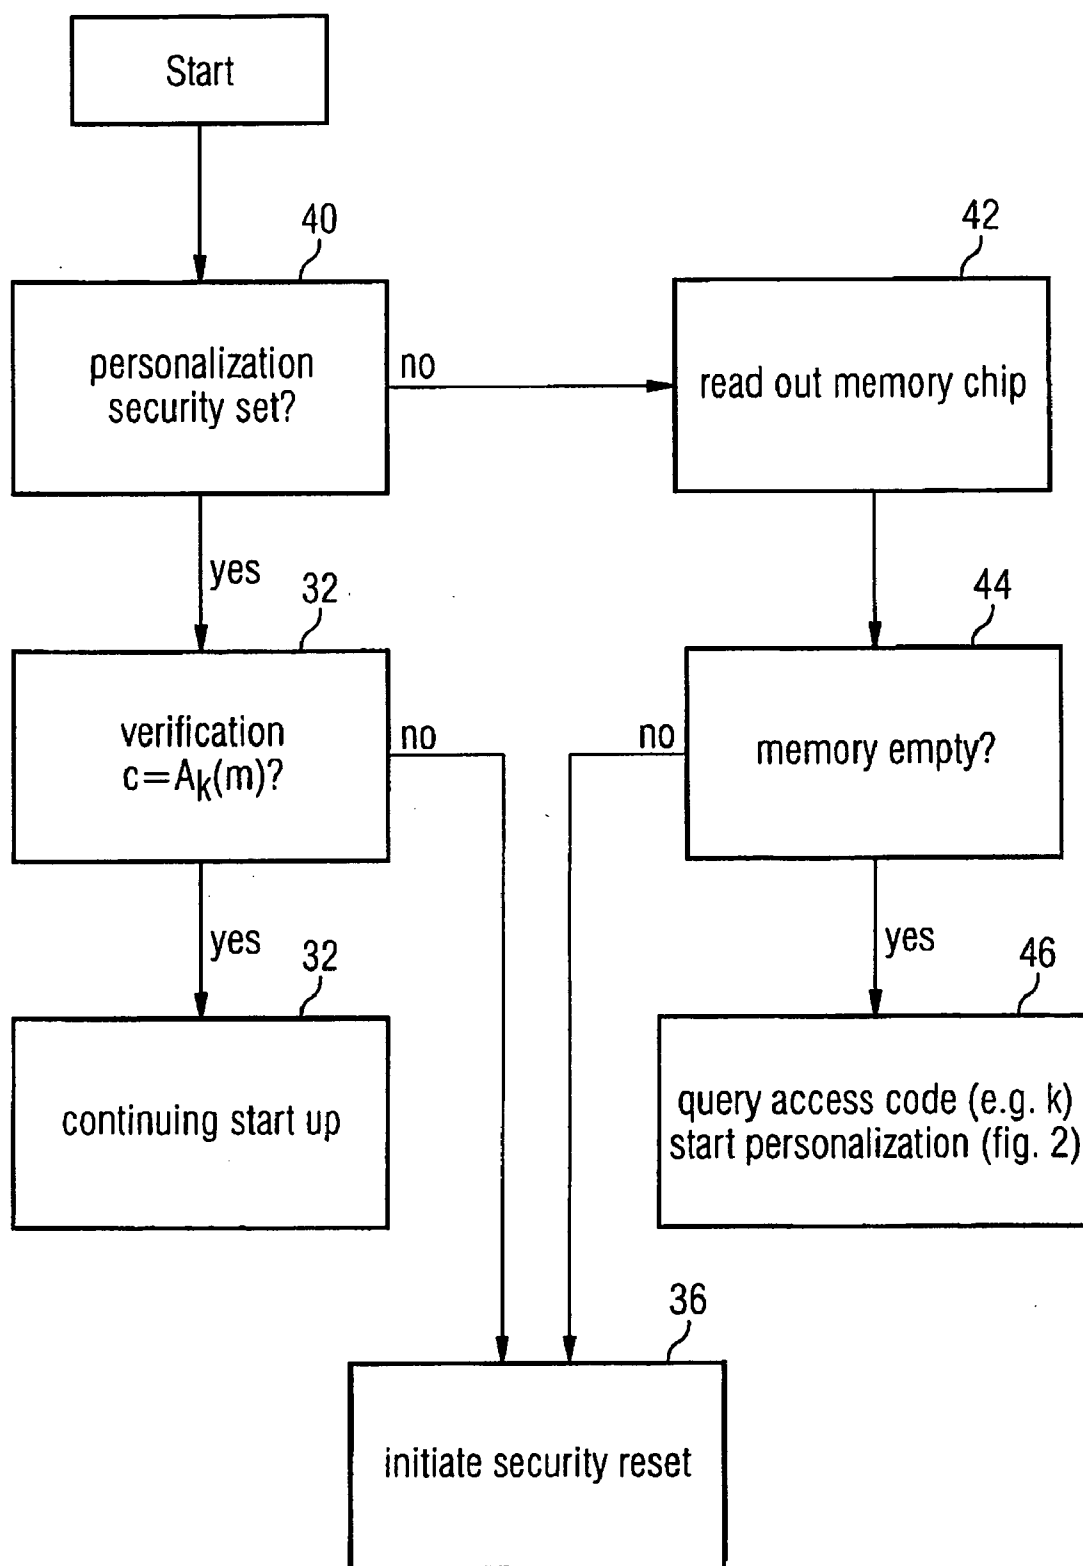 Start
40
42
personalization
security set?
no
read out memory chip
yes
32
44
verification
c=Ak(m)?
no
no
memory empty?
yes
32
yes
46
continuing start up
query access code (e.g. k)
start personalization (fig. 2)
36
initiate security reset